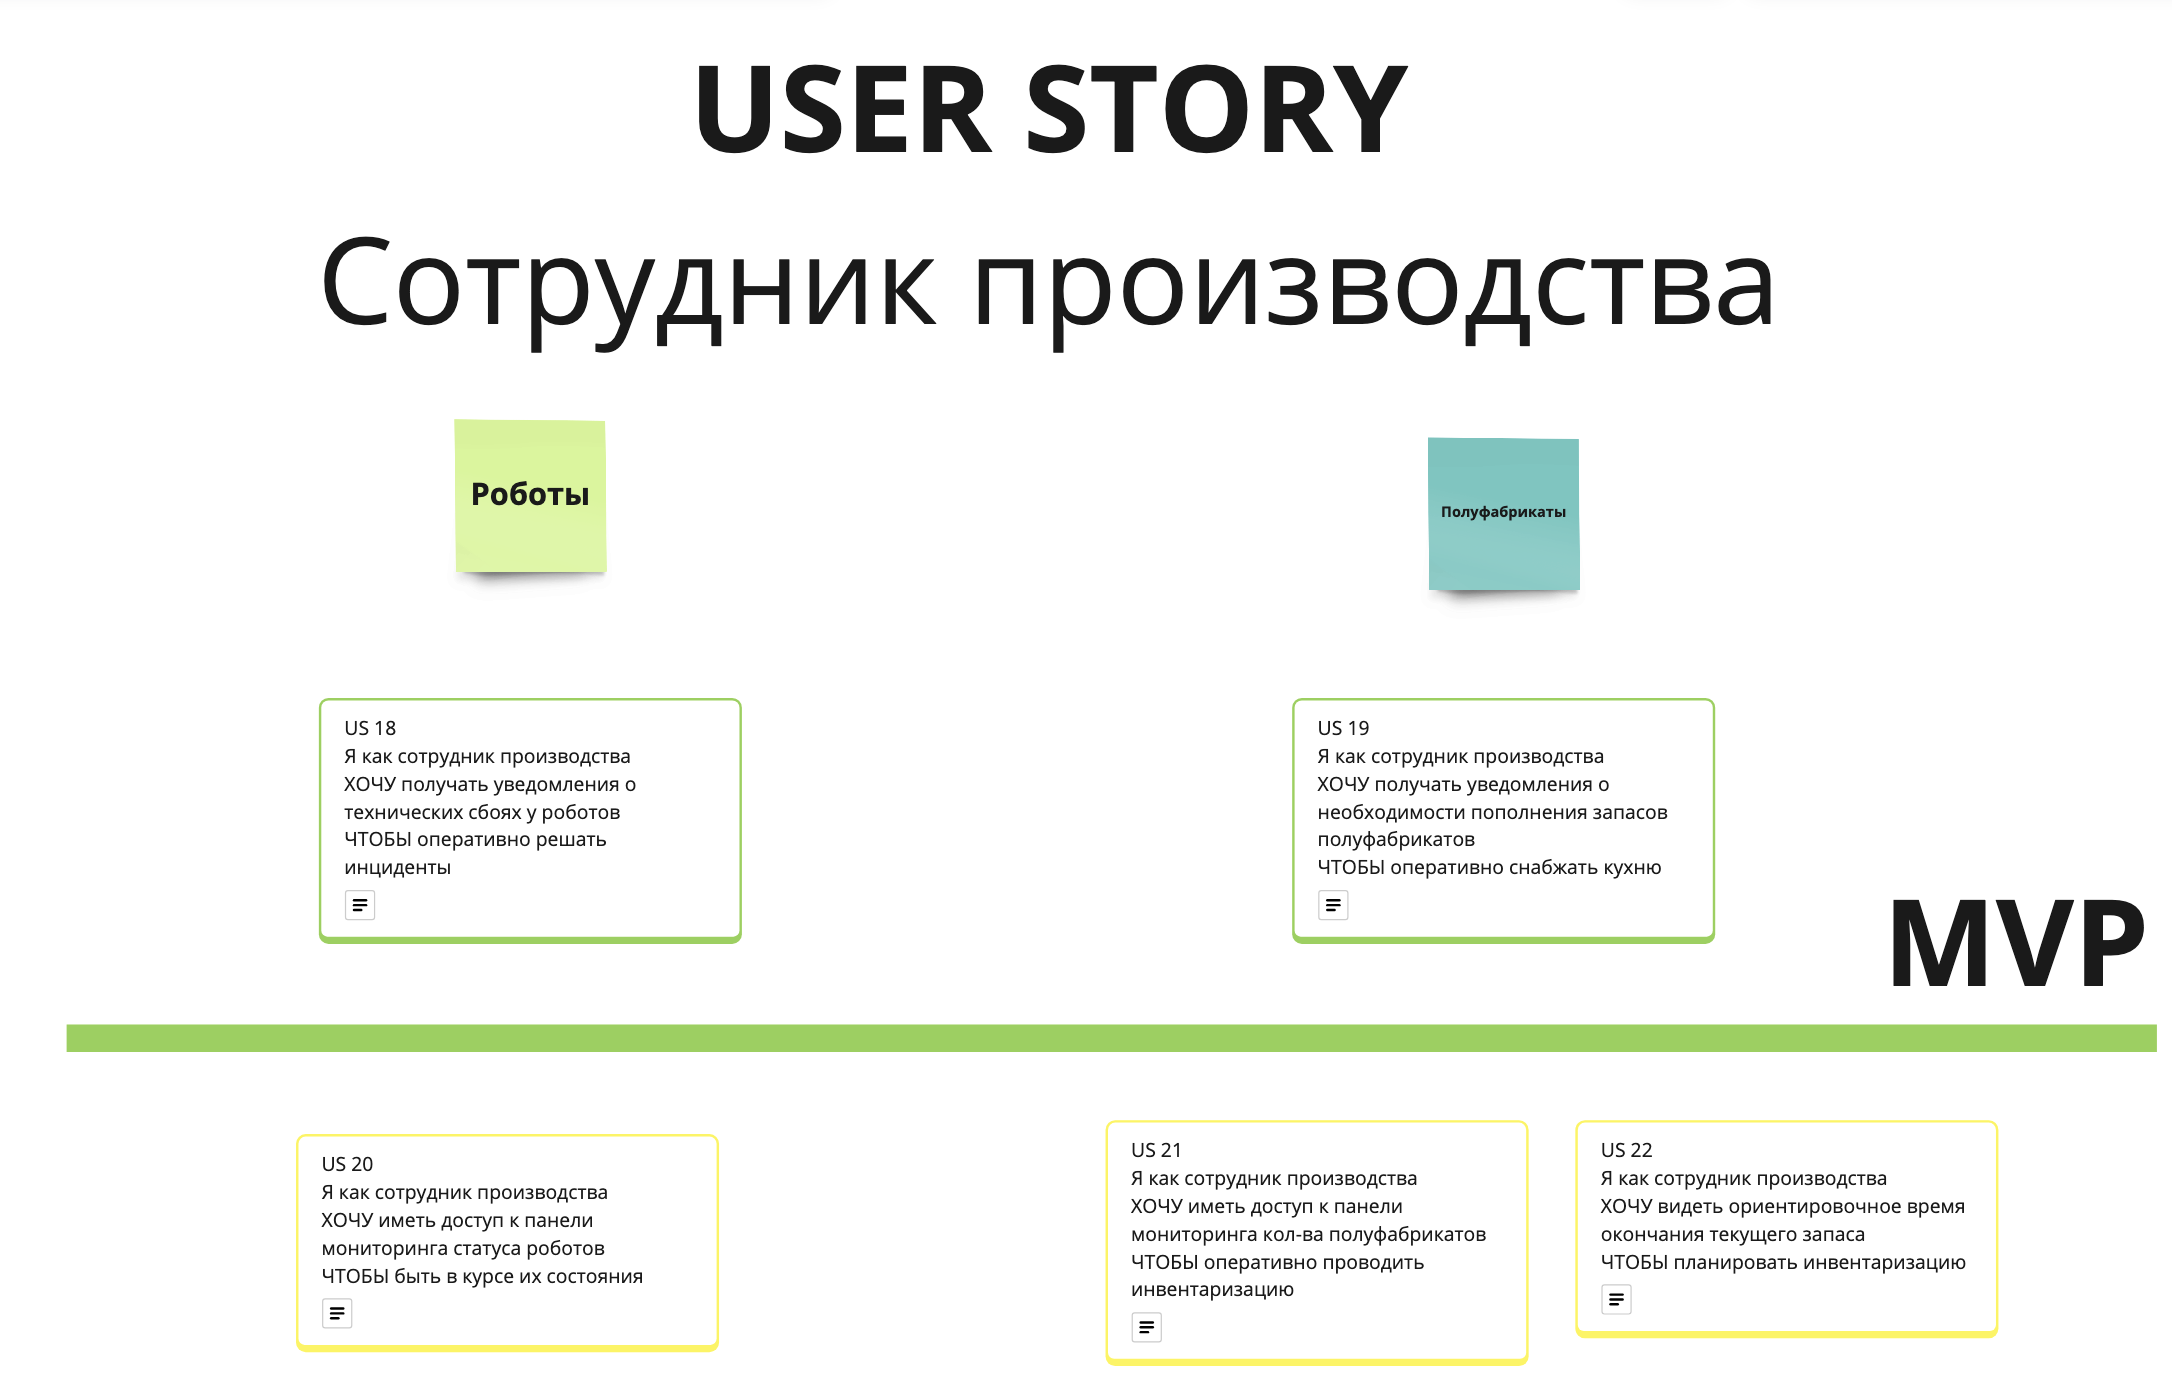 USER STORY
Сотрудник производства
Роботы
Полуфабрикаты
US 18
Я как сотрудник производства
ХОЧУ получать уведомления о
технических сбоях у роботов
ЧТОБЫ оперативно решать
инциденты
US 19
Я как сотрудник производства
ХОЧУ получать уведомления о
необходимости пополнения запасов
полуфабрикатов
ЧТОБЫ оперативно снабжать кухню
MVP
US 20
Я как сотрудник производства
ХОЧУ иметь доступ к панели
мониторинга статуса роботов
ЧТОБЫ быть в курсе их состояния
US 21
Я как сотрудник производства
ХОЧУ иметь доступ к панели
мониторинга кол-ва полуфабрикатов
ЧТОБЫ оперативно проводить
инвентаризацию
US 22
Я как сотрудник производства
ХОЧУ видеть ориентировочное время
окончания текущего запаса
ЧТОБЫ планировать инвентаризацию